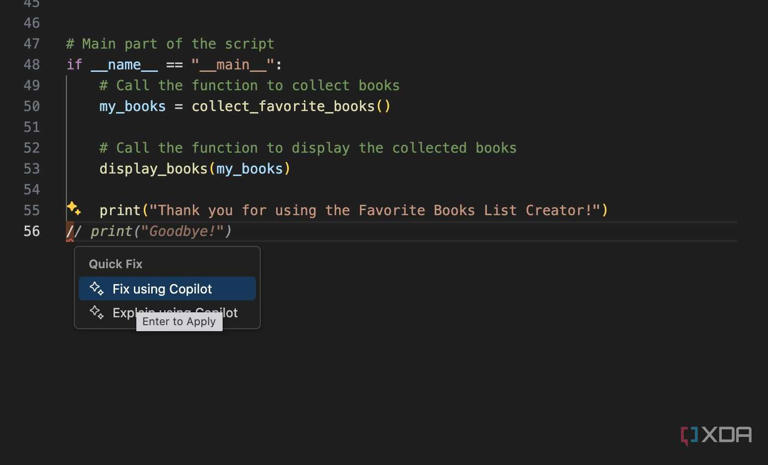 45
46
47 # Main part of the script
48 if __name__ == "__main__":
49 # Call the function to collect books
50 my_books = collect_favorite_books()
51
52 # Call the function to display the collected books
53 display_books(my_books)
54
55 print("Thank you for using the Favorite Books List Creator!")
56 // print("Goodbye!")
Quick Fix
Fix using Copilot
Explain using Copilot
Enter to Apply
XDA